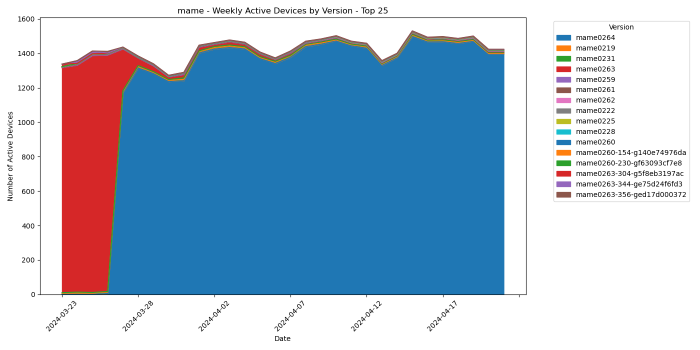 mame - Weekly Active Devices by Version - Top 25
1600
1400
1200
1000
800
600
400
200
0
Number of Active Devices
2024-03-23
2024-03-28
2024-04-02
2024-04-07
2024-04-12
2024-04-17
Date
Version
mame0264
mame0219
mame0231
mame0263
mame0259
mame0261
mame0262
mame0222
mame0225
mame0228
mame0260
mame0260-154-g140e74976da
mame0260-230-gf63093cf7e8
mame0263-304-g5f8eb3197ac
mame0263-344-ge75d24f6fd3
mame0263-356-ged17d000372